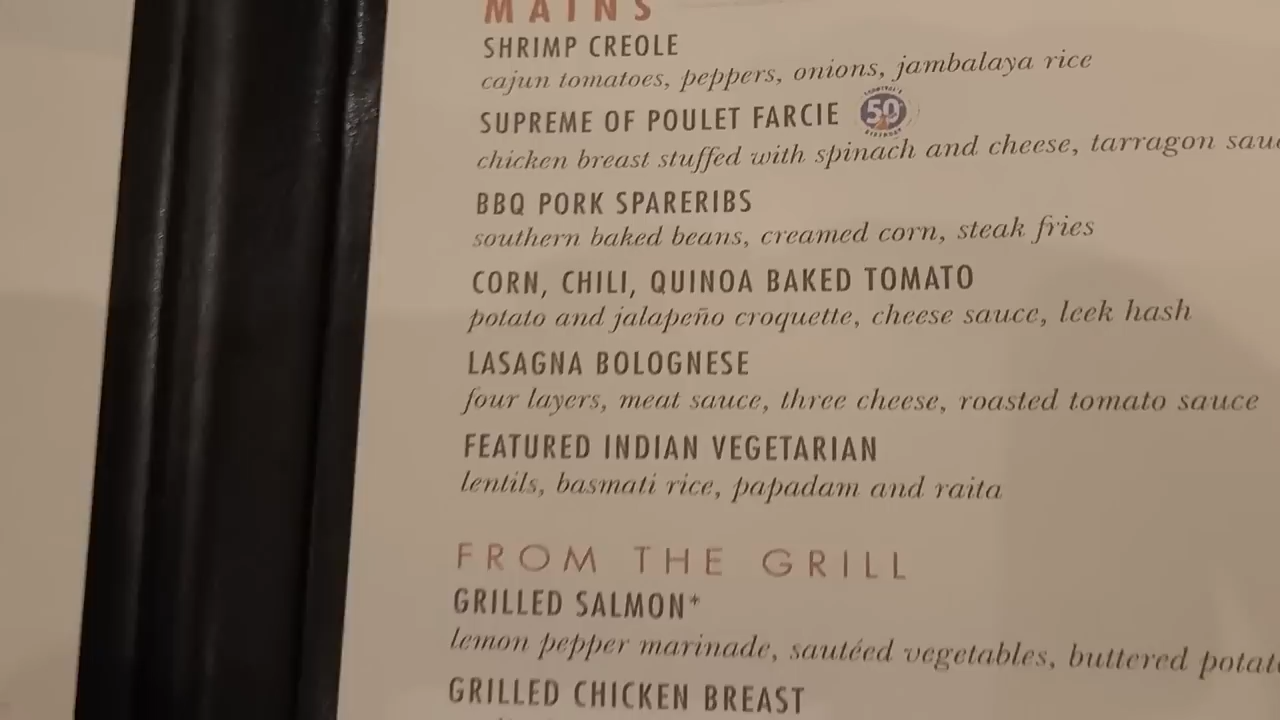 MAINS
SHRIMP CREOLE
cajun tomatoes, peppers, onions, jambalaya rice
SUPREME OF POULET FARCIE 50
chicken breast stuffed with spinach and cheese, tarragon
BBQ PORK SPARERIBS
southern baked beans, creamed corn, steak fries
CORN, CHILI, QUINOA BAKED TOMATO
potato and jalapeño croquette, cheese sauce, leek hash
LASAGNA BOLOGNESE
four layers, meat sauce, three cheese, roasted tomato sauce
FEATURED INDIAN VEGETARIAN
lentils, basmati rice, papadam and raita
FROM THE GRILL
GRILLED SALMON*
lemon pepper marinade, sautéed vegetables, buttered
GRILLED CHICKEN BREAST